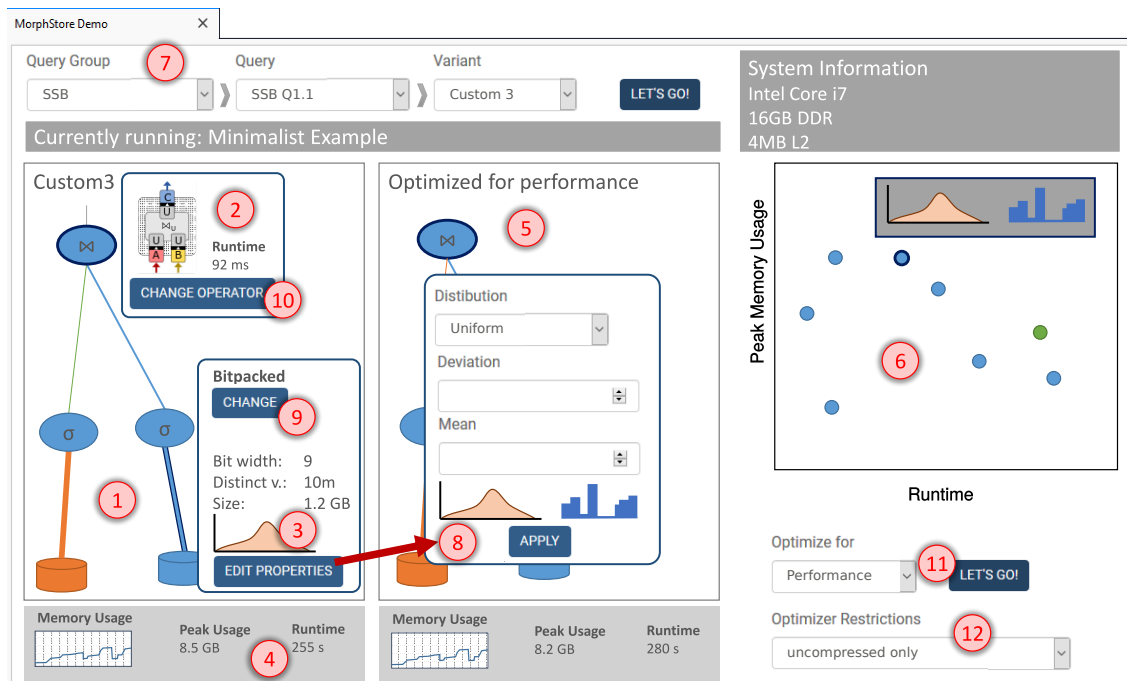 MorphStore Demo
Query Group
7
Query
Variant
SSB
SSB Q1.1
Custom 3
LET'S GO!
System Information
Intel Core i7
16GB DDR
4MB L2
Currently running: Minimalist Example
Custom3
⋈
C
U
⋈U
U
U
A
B
2
Runtime
92 ms
CHANGE OPERATOR
10
Bitpacked
CHANGE
9
σ
σ
Bit width: 9
Distinct v.: 10m
Size: 1.2 GB
1
3
EDIT PROPERTIES
Optimized for performance
⋈
5
Distibution
Uniform
Deviation
Mean
8
APPLY
Memory Usage
Peak Usage
8.5 GB
Runtime
255 s
4
Memory Usage
Peak Usage
8.2 GB
Runtime
280 s
Peak Memory Usage
6
Runtime
Optimize for
Performance
11
LET'S GO!
Optimizer Restrictions
12
uncompressed only